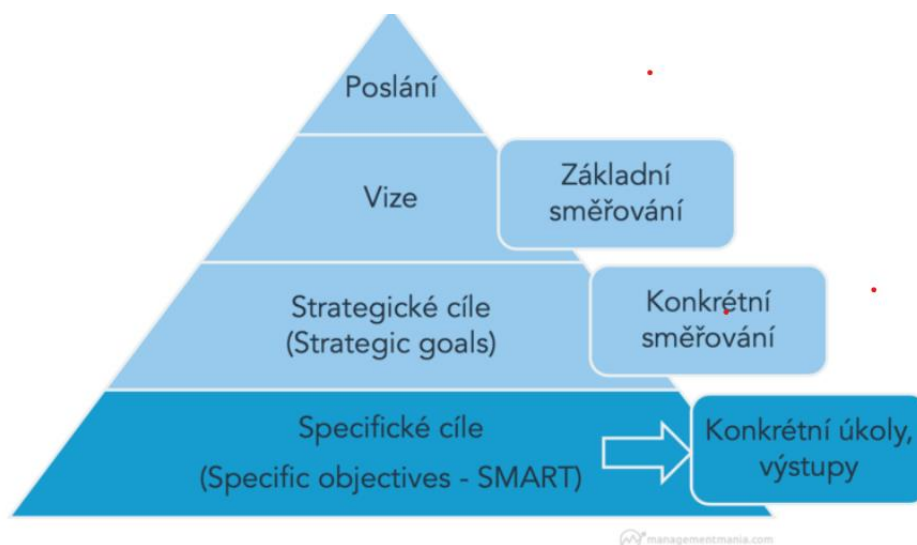 Poslání
Vize
Základní
směřování
Strategické cíle
(Strategic goals)
Konkrétní
směřování
Specifické cíle
(Specific objectives - SMART)
Konkrétní úkoly,
výstupy
managementmania.com